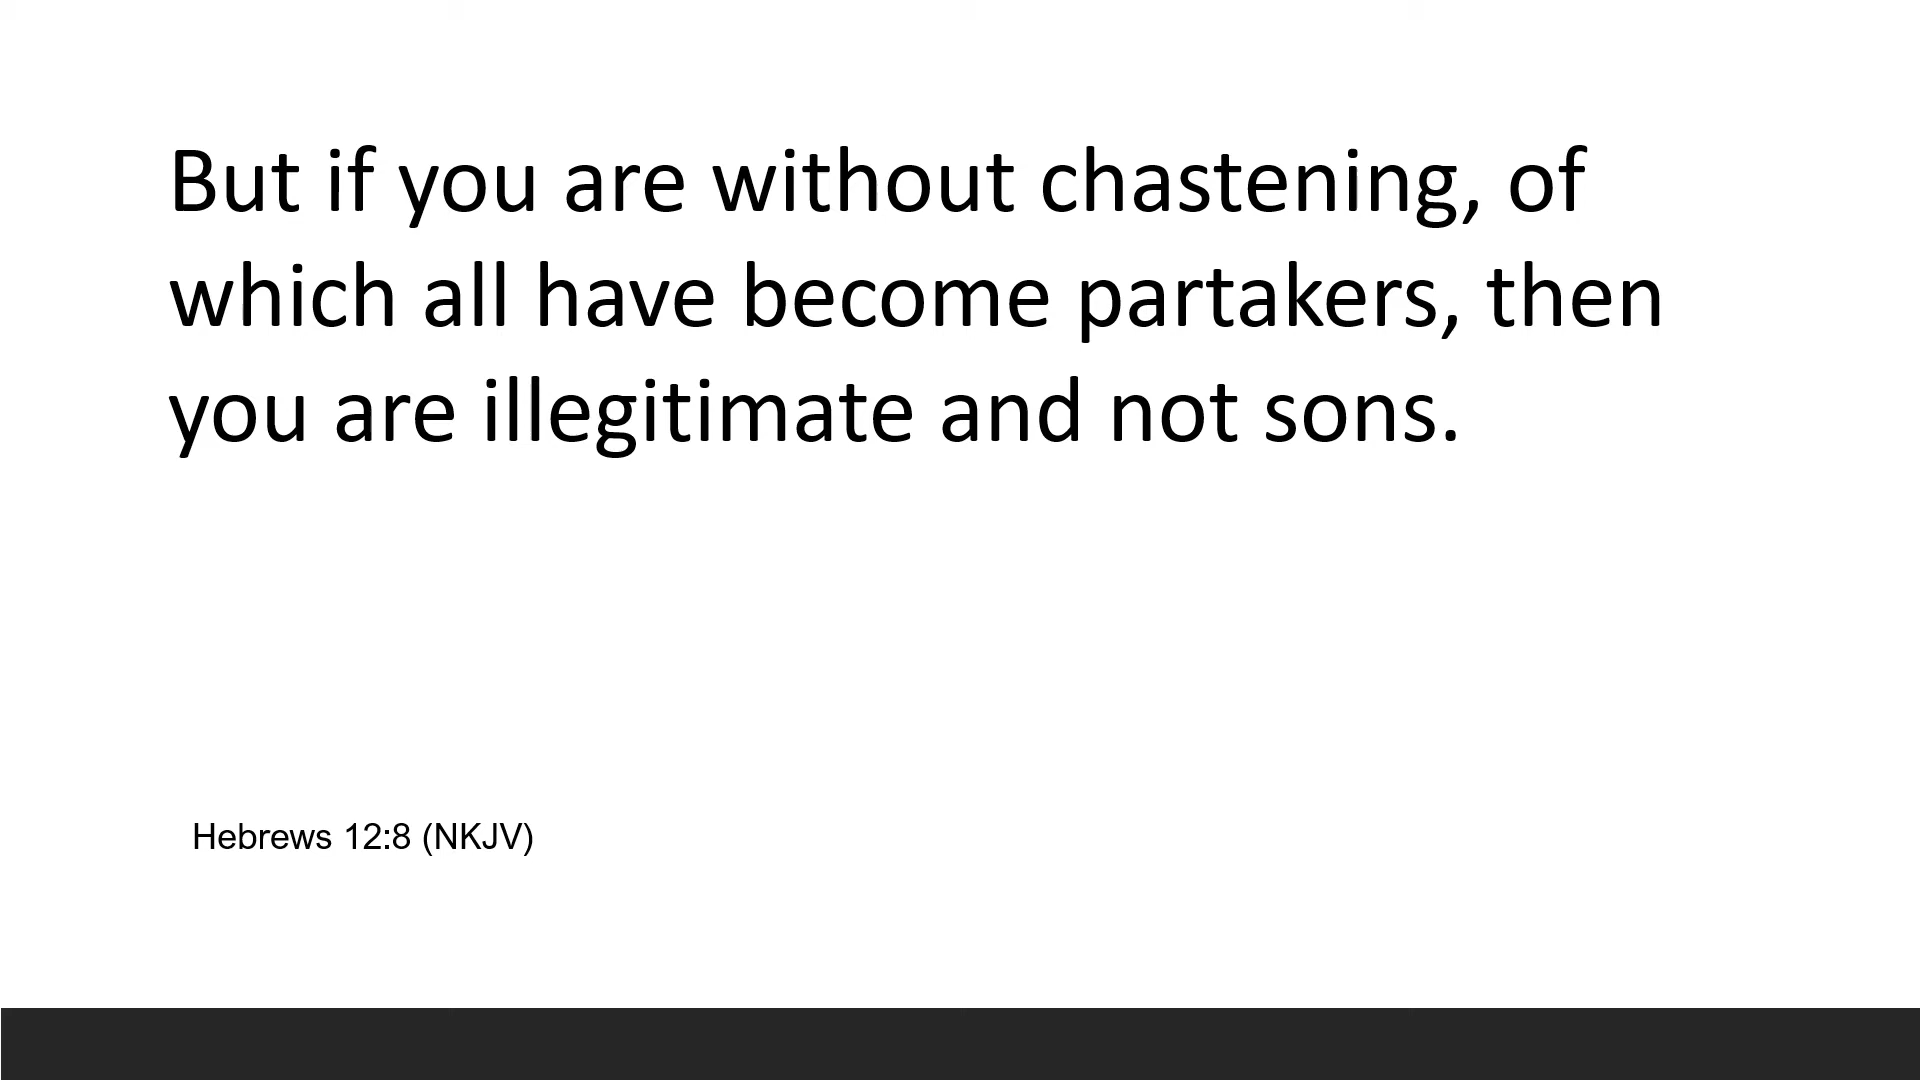 But if you are without chastening, of
which all have become partakers, then
you are illegitimate and not sons.
Hebrews 12:8 (NKJV)